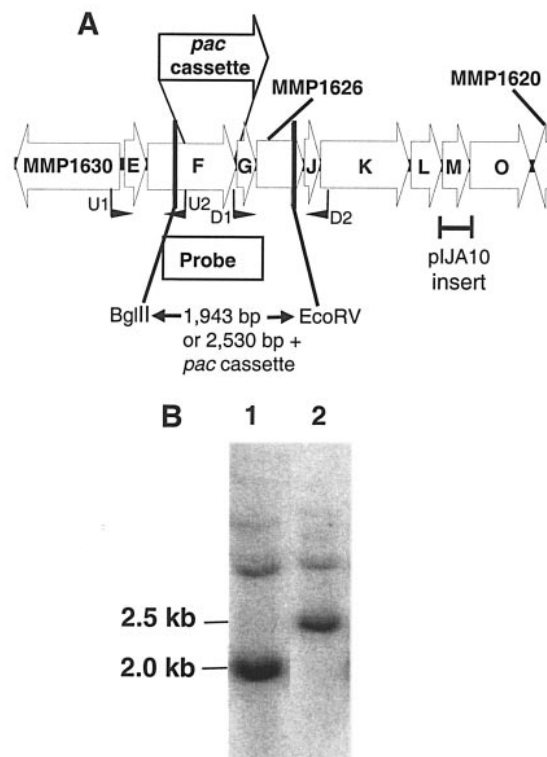 A
pac
cassette
MMP1626
MMP1620
MMP1630 E F G J K L M O
U1 U2 D1 D2
Probe
pIJA10
insert
BglII 1,943 bp EcoRV
or 2,530 bp +
pac cassette
B 1 2
2.5 kb
2.0 kb